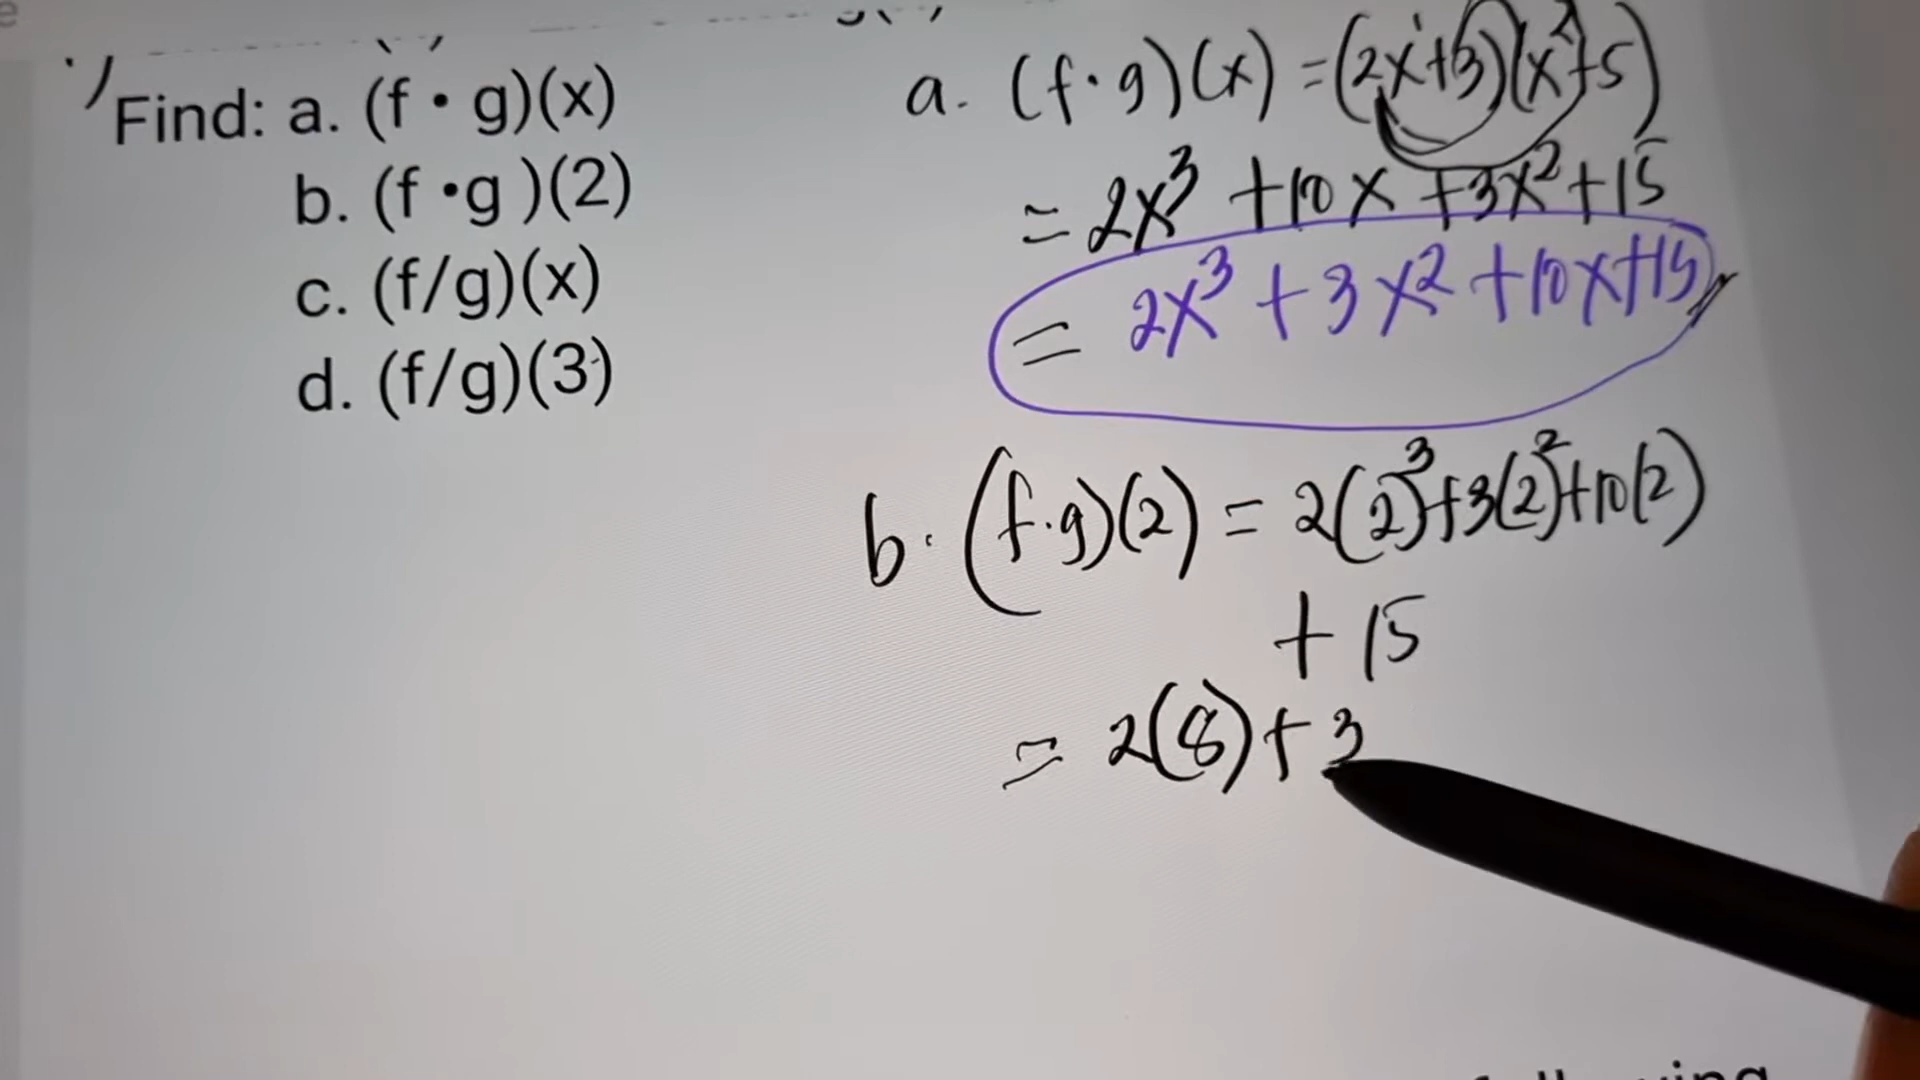 Find: a. (f • g)(x)
b. (f •g )(2)
c. (f/g)(x)
d. (f/g)(3)
a. (f·g)(x) = (2x¹+3)(x²+5)
= 2x³ +10x +3x²+15
= 2x³ + 3x² +10x+15
b. (f·g)(2) = 2(2)³+3(2)²+10(2)
+ 15
= 2(8)+3